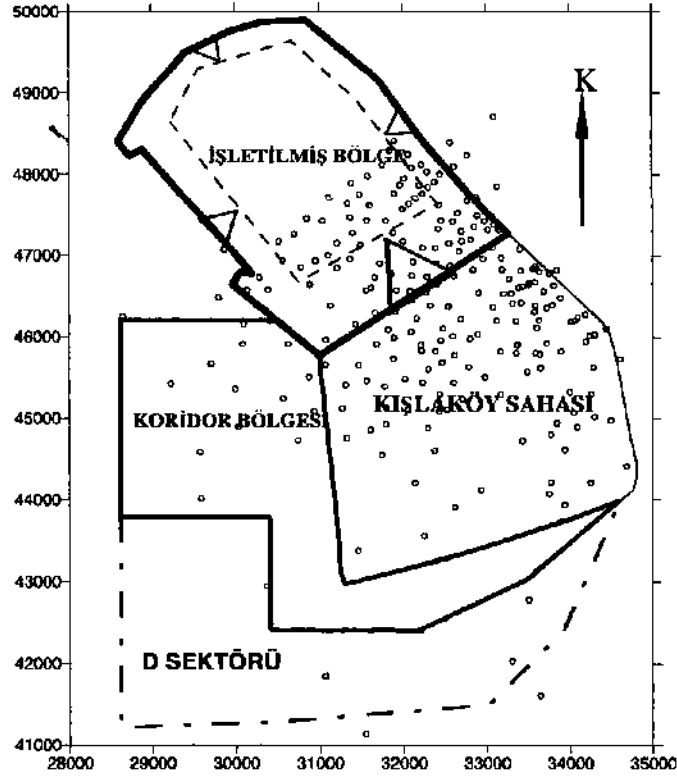 50000
49000
48000
47000
46000
45000
44000
43000
42000
41000
28000 29000 30000 31000 32000 33000 34000 35000
K
İŞLETİLMİŞ BÖLGE
KIŞLAKÖY SAHASI
KORİDOR BÖLGESİ
D SEKTÖRÜ